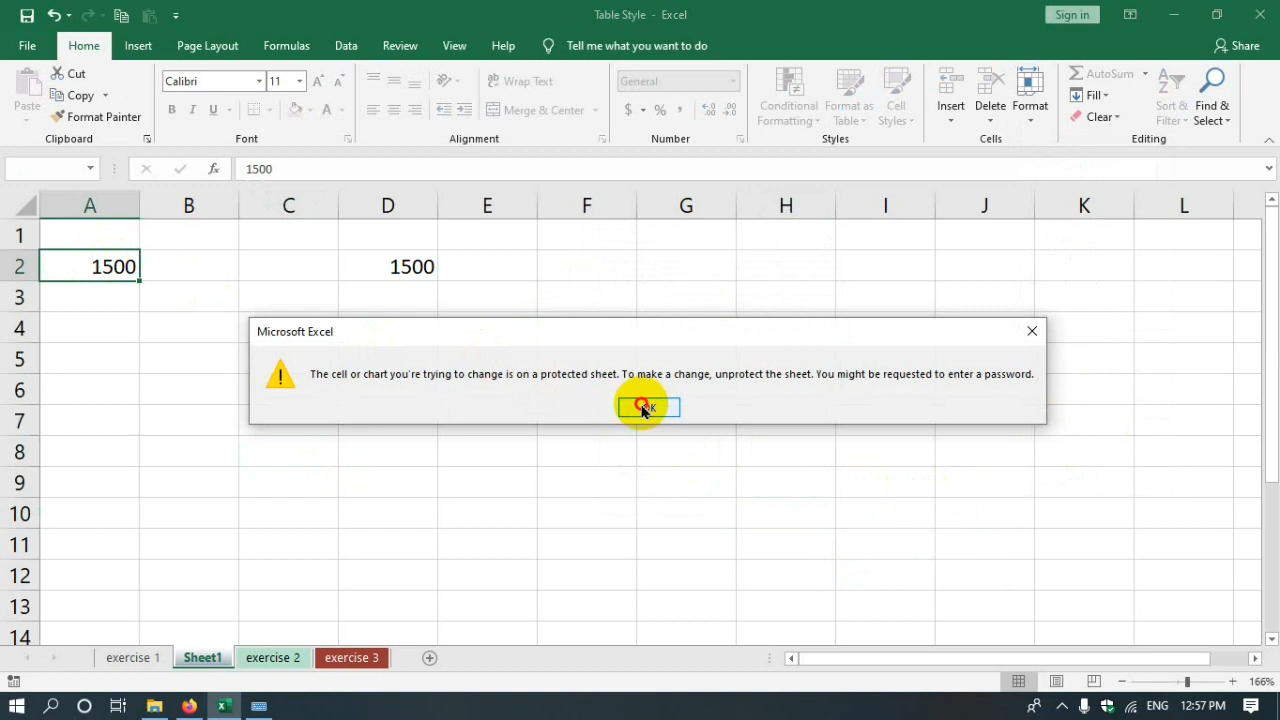 Table Style - Excel
Sign in
File Home Insert Page Layout Formulas Data Review View Help Tell me what you want to do Share
Paste
Cut
Copy
Format Painter
Clipboard
Calibri 11
B I U
Font
Wrap Text
Merge & Center
Alignment
General
$ % ,
Number
Conditions Formatting
Format as Table
Cell Styles
Styles
Insert
Delete
Format
Cells
AutoSum
Fill
Clear
Sort & Filter
Find & Select
Editing
fx 1500
A B C D E F G H I J K L
1
2 1500 1500
3
4
5
6
7
8
9
10
11
12
13
14
Microsoft Excel
The cell or chart you're trying to change is on a protected sheet. To make a change, unprotect the sheet. You might be requested to enter a password.
OK
exercise 1 Sheet1 exercise 2 exercise 3
166%
ENG 12:57 PM